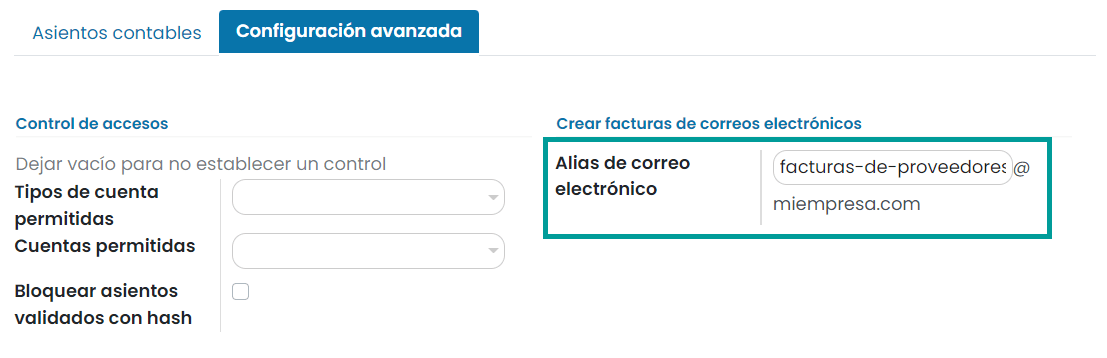 Asientos contables
Configuración avanzada
Control de accesos
Dejar vacío para no establecer un control
Tipos de cuenta
permitidas
Cuentas permitidas
Bloquear asientos
validados con hash
Crear facturas de correos electrónicos
Alias de correo
electrónico
facturas-de-proveedores@
miempresa.com